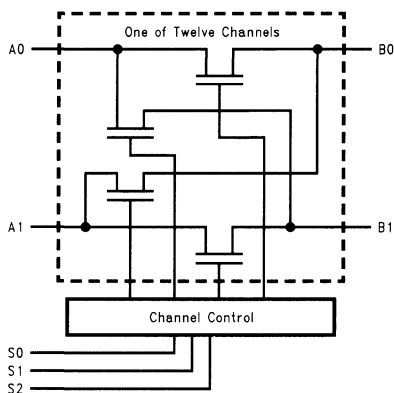 One of Twelve Channels
A0
B0
A1
B1
Channel Control
S0
S1
S2